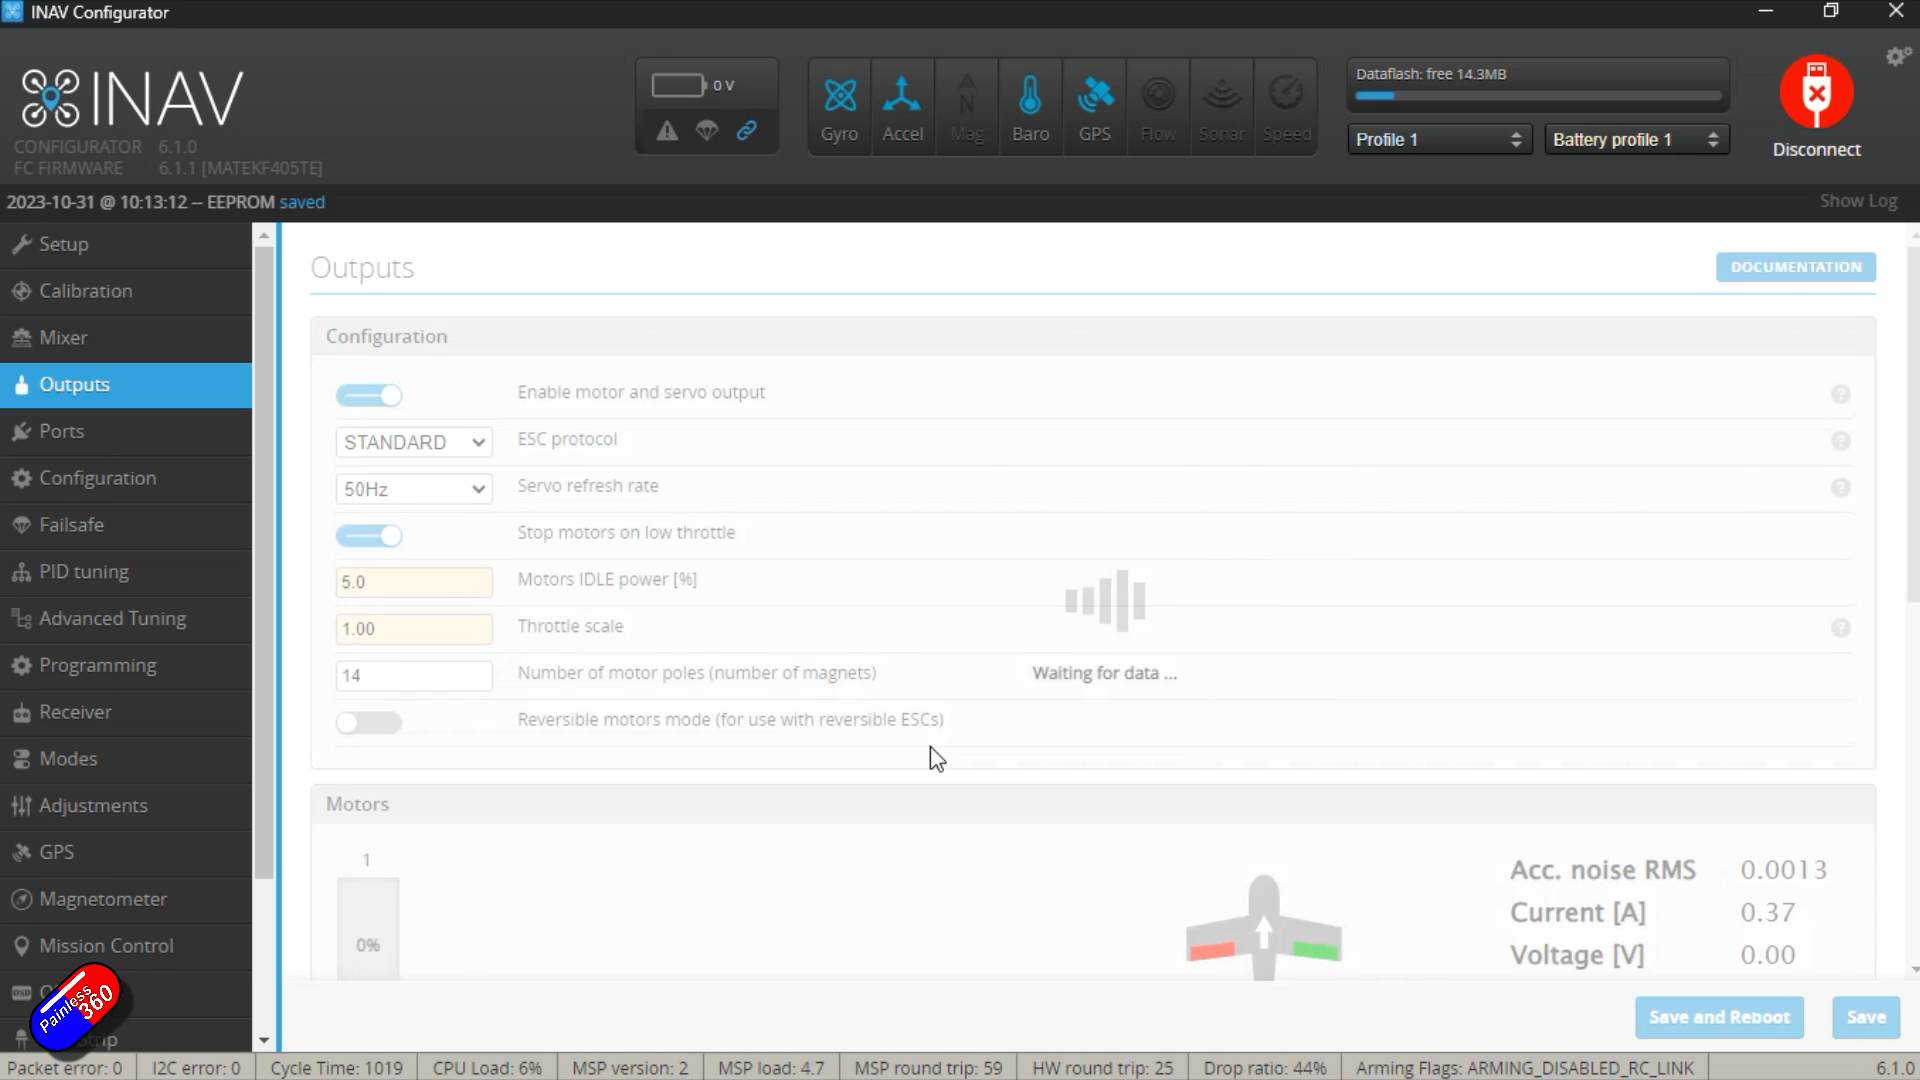 INAV Configurator
INAV
CONFIGURATOR 6.1.0
FC FIRMWARE 6.1.1 [MATEKF405TE]
0 V
Gyro
Accel
Mag
Baro
GPS
Flow
Sonar
Speed
Dataflash: free 14.3MB
Profile 1
Battery profile 1
Disconnect
2023-10-31 @ 10:13:12 -- EEPROM saved
Show Log
Setup
Calibration
Mixer
Outputs
Ports
Configuration
Failsafe
PID tuning
Advanced Tuning
Programming
Receiver
Modes
Adjustments
GPS
Magnetometer
Mission Control
Painless
360
Outputs
DOCUMENTATION
Configuration
Enable motor and servo output
STANDARD ESC protocol
50Hz Servo refresh rate
Stop motors on low throttle
5.0 Motors IDLE power [%]
1.00 Throttle scale
14 Number of motor poles (number of magnets)
Waiting for data ...
Reversible motors mode (for use with reversible ESCs)
Motors
1
0%
Acc. noise RMS 0.0013
Current [A] 0.37
Voltage [V] 0.00
Save and Reboot
Save
Packet error: 0
I2C error: 0
Cycle Time: 1019
CPU Load: 6%
MSP version: 2
MSP load: 4.7
MSP round trip: 59
HW round trip: 25
Drop ratio: 44%
Arming Flags: ARMING_DISABLED_RC_LINK
6.1.0